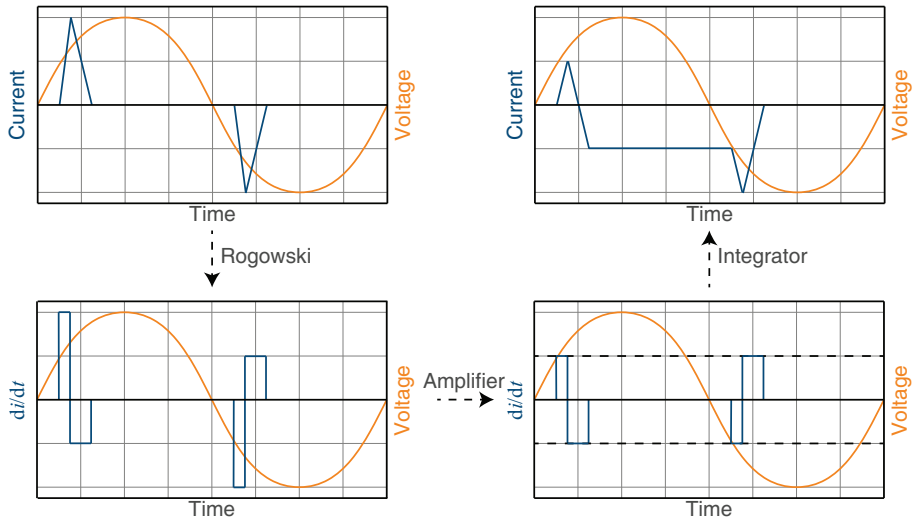 Current
Voltage
Time
Current
Voltage
Time
Rogowski
Integrator
di/dt
Voltage
Time
Amplifier
di/dt
Voltage
Time